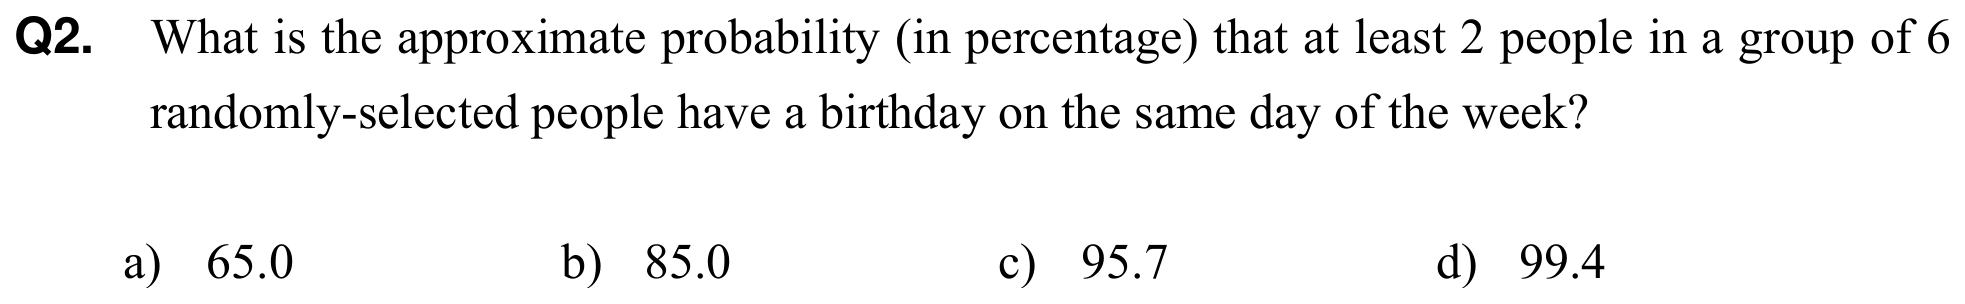 Q2. What is the approximate probability (in percentage) that at least 2 people in a group of 6
randomly-selected people have a birthday on the same day of the week?
a) 65.0 b) 85.0 c) 95.7 d) 99.4